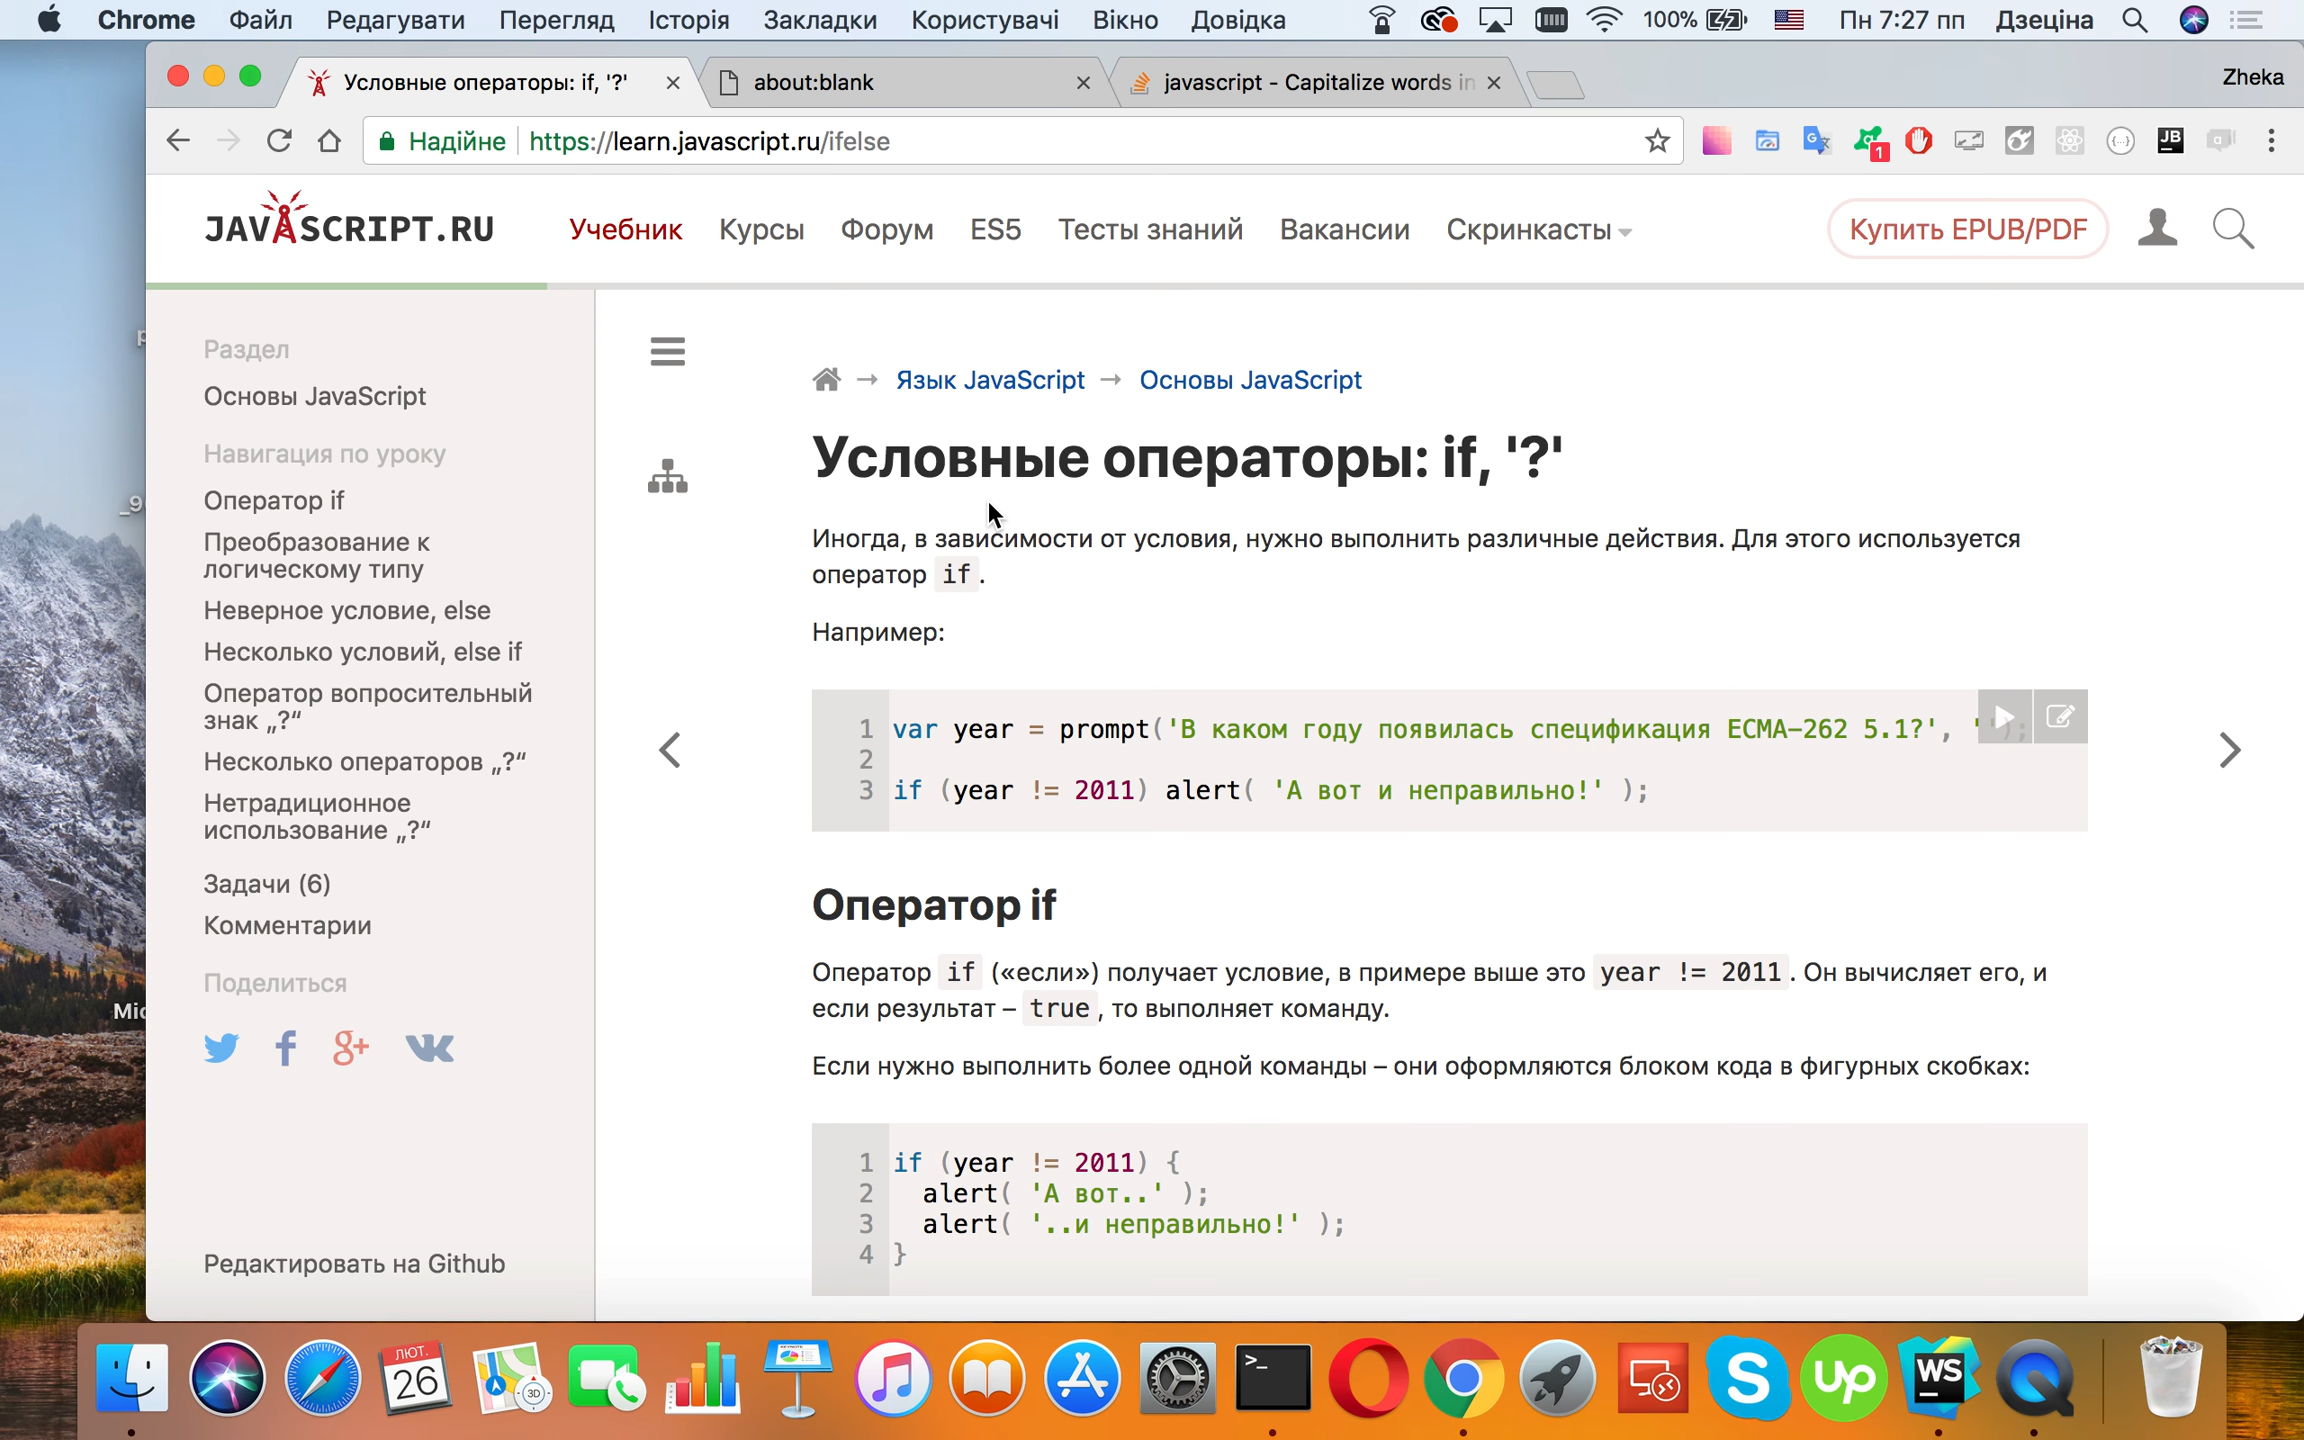 Chrome Файл Редагувати Перегляд Історія Закладки Користувачі Вікно Довідка 100% Пн 7:27 пп Дзеціна
Условные операторы: if, '?' about:blank javascript - Capitalize words in Zheka
Надійне https://learn.javascript.ru/ifelse 1 JB
JAVASCRIPT.RU Учебник Курсы Форум ES5 Тесты знаний Вакансии Скринкасты Купить EPUB/PDF
Раздел
Основы JavaScript
Навигация по уроку
Оператор if
Преобразование к
логическому типу
Неверное условие, else
Несколько условий, else if
Оператор вопросительный
знак „?“
Несколько операторов „?“
Нетрадиционное
использование „?“
Задачи (6)
Комментарии
Поделиться
Редактировать на Github
→ Язык JavaScript → Основы JavaScript
Условные операторы: if, '?'
Иногда, в зависимости от условия, нужно выполнить различные действия. Для этого используется
оператор if .
Например:
1 var year = prompt('В каком году появилась спецификация ECMA-262 5.1?', '');
2
3 if (year != 2011) alert( 'А вот и неправильно!' );
Оператор if
Оператор if («если») получает условие, в примере выше это year != 2011 . Он вычисляет его, и
если результат – true , то выполняет команду.
Если нужно выполнить более одной команды – они оформляются блоком кода в фигурных скобках:
1 if (year != 2011) {
2 alert( 'А вот..' );
3 alert( '..и неправильно!' );
4 }
_9
Mic
ЛЮТ.
26
3D
WS
up